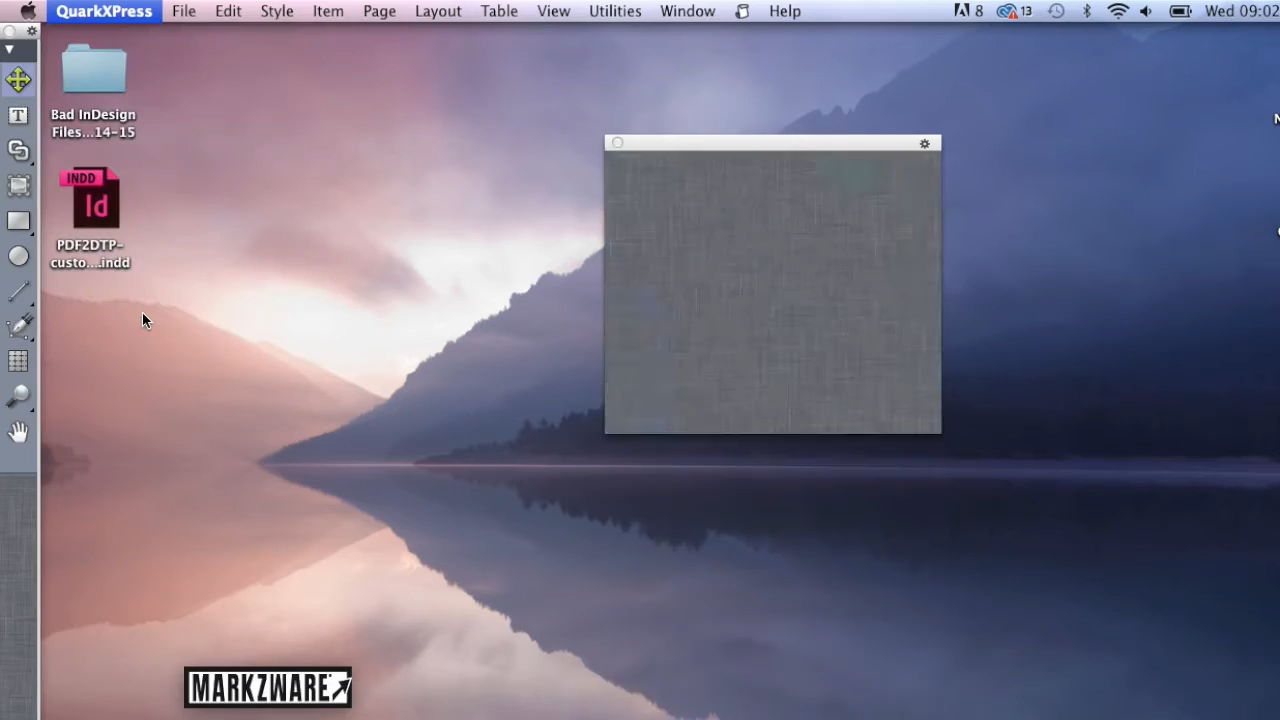 QuarkXPress File Edit Style Item Page Layout Table View Utilities Window Help 8 13 Wed 09:02
Bad InDesign
Files...14-15
INDD
Id
PDF2DTP-
custo....indd
T
MARKZWARE